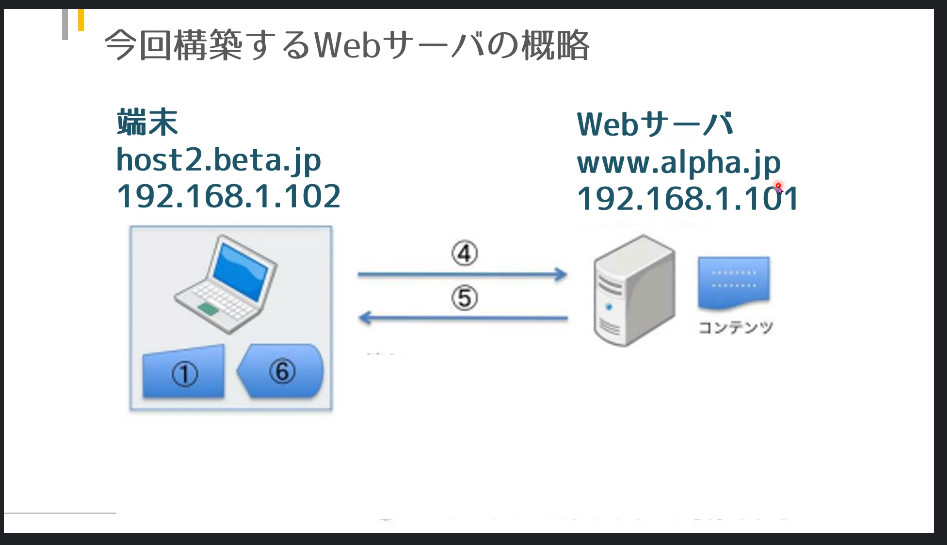 今回構築するWebサーバの概略
端末
host2.beta.jp
192.168.1.102
Webサーバ
www.alpha.jp
192.168.1.101
④
⑤
①
⑥
コンテンツ